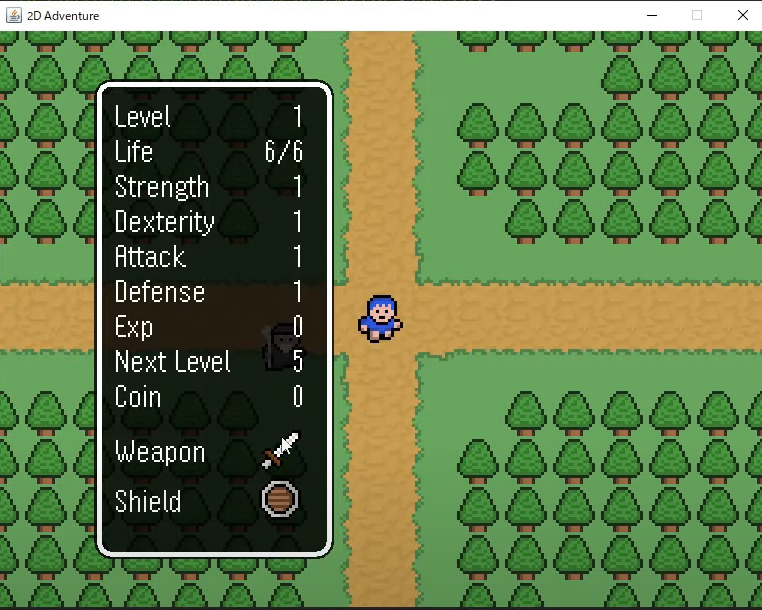 2D Adventure
Level 1
Life 6/6
Strength 1
Dexterity 1
Attack 1
Defense 1
Exp 0
Next Level 5
Coin 0
Weapon
Shield